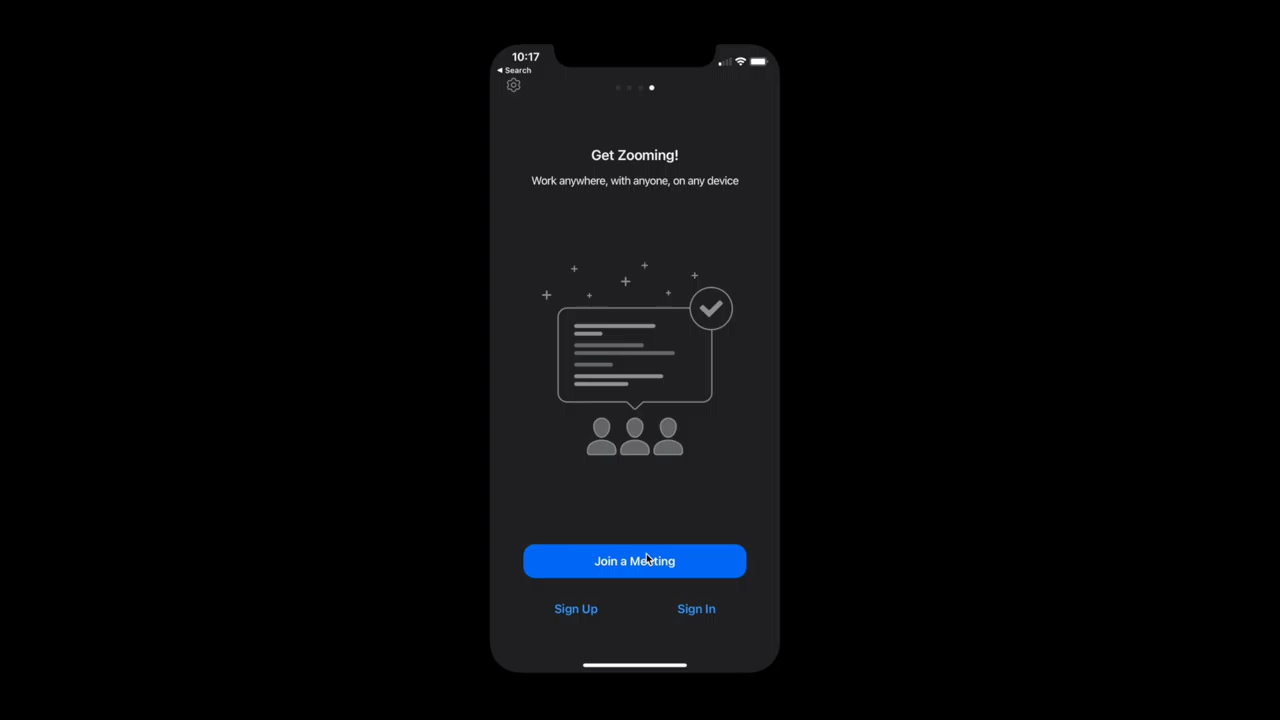 10:17
Search
Get Zooming!
Work anywhere, with anyone, on any device
Join a Meeting
Sign Up
Sign In